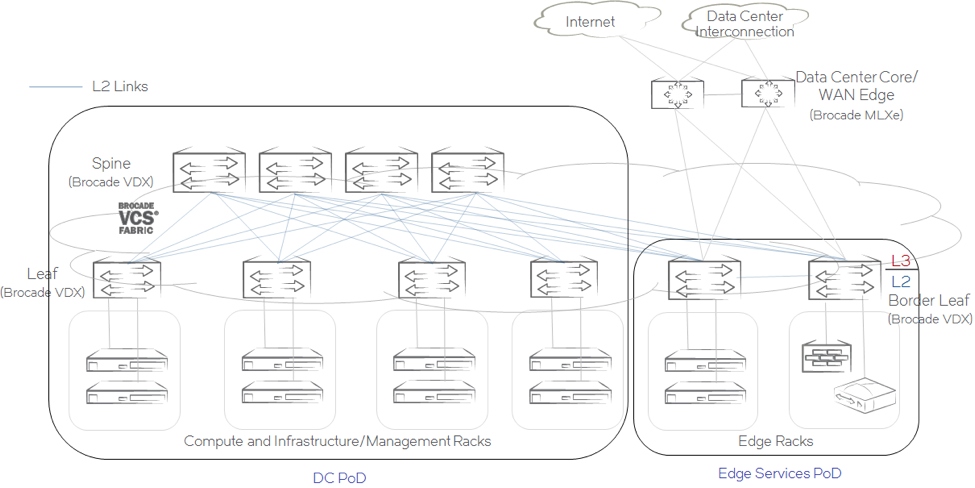 Internet
Data Center
Interconnection
L2 Links
Data Center Core/
WAN Edge
(Brocade MLXe)
Spine
(Brocade VDX)
BROCADE
VCS®
FABRIC
Leaf
(Brocade VDX)
L3
L2
Border Leaf
(Brocade VDX)
Compute and Infrastructure/Management Racks
Edge Racks
DC PoD
Edge Services PoD